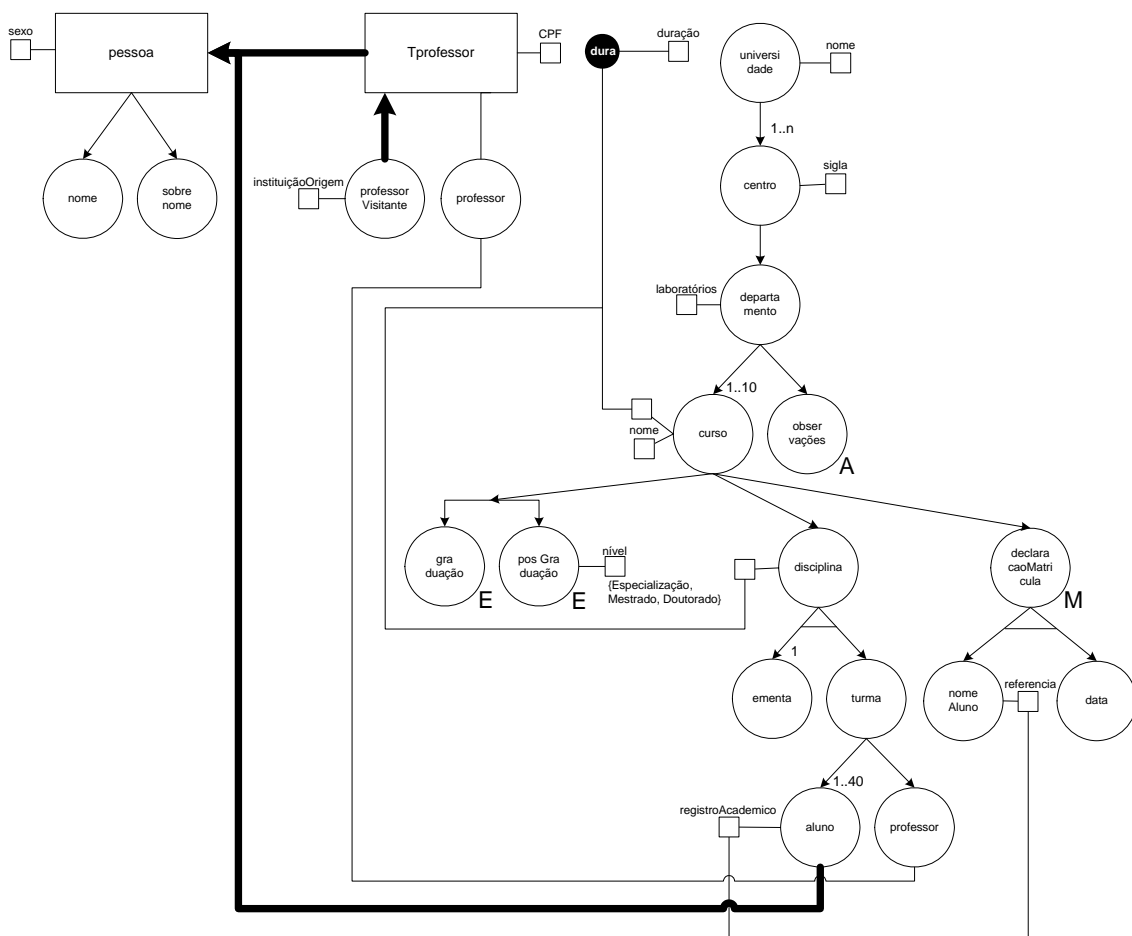 sexo
pessoa
Tprofessor
CPF
dura
duração
universi
dade
nome
1..n
centro
sigla
nome
sobre
nome
instituiçãoOrigem
professor
Visitante
professor
laboratórios
departa
mento
1..10
nome
curso
obser
vações
A
gra
duação
E
pos Gra
duação
E
nível
{Especialização,
Mestrado, Doutorado}
disciplina
declara
caoMatri
cula
M
1
ementa
turma
nome
Aluno
referencia
data
1..40
registroAcademico
aluno
professor